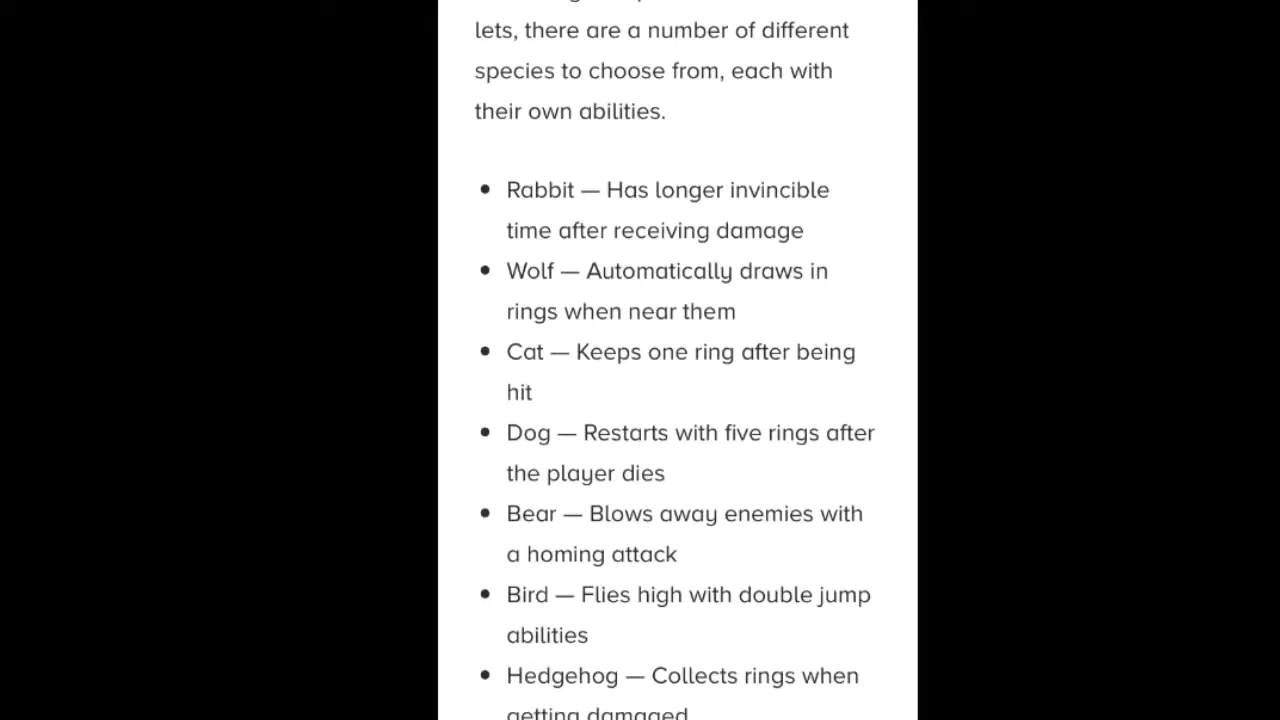 lets, there are a number of different
species to choose from, each with
their own abilities.
• Rabbit — Has longer invincible
time after receiving damage
• Wolf — Automatically draws in
rings when near them
• Cat — Keeps one ring after being
hit
• Dog — Restarts with five rings after
the player dies
• Bear — Blows away enemies with
a homing attack
• Bird — Flies high with double jump
abilities
• Hedgehog — Collects rings when
getting damaged